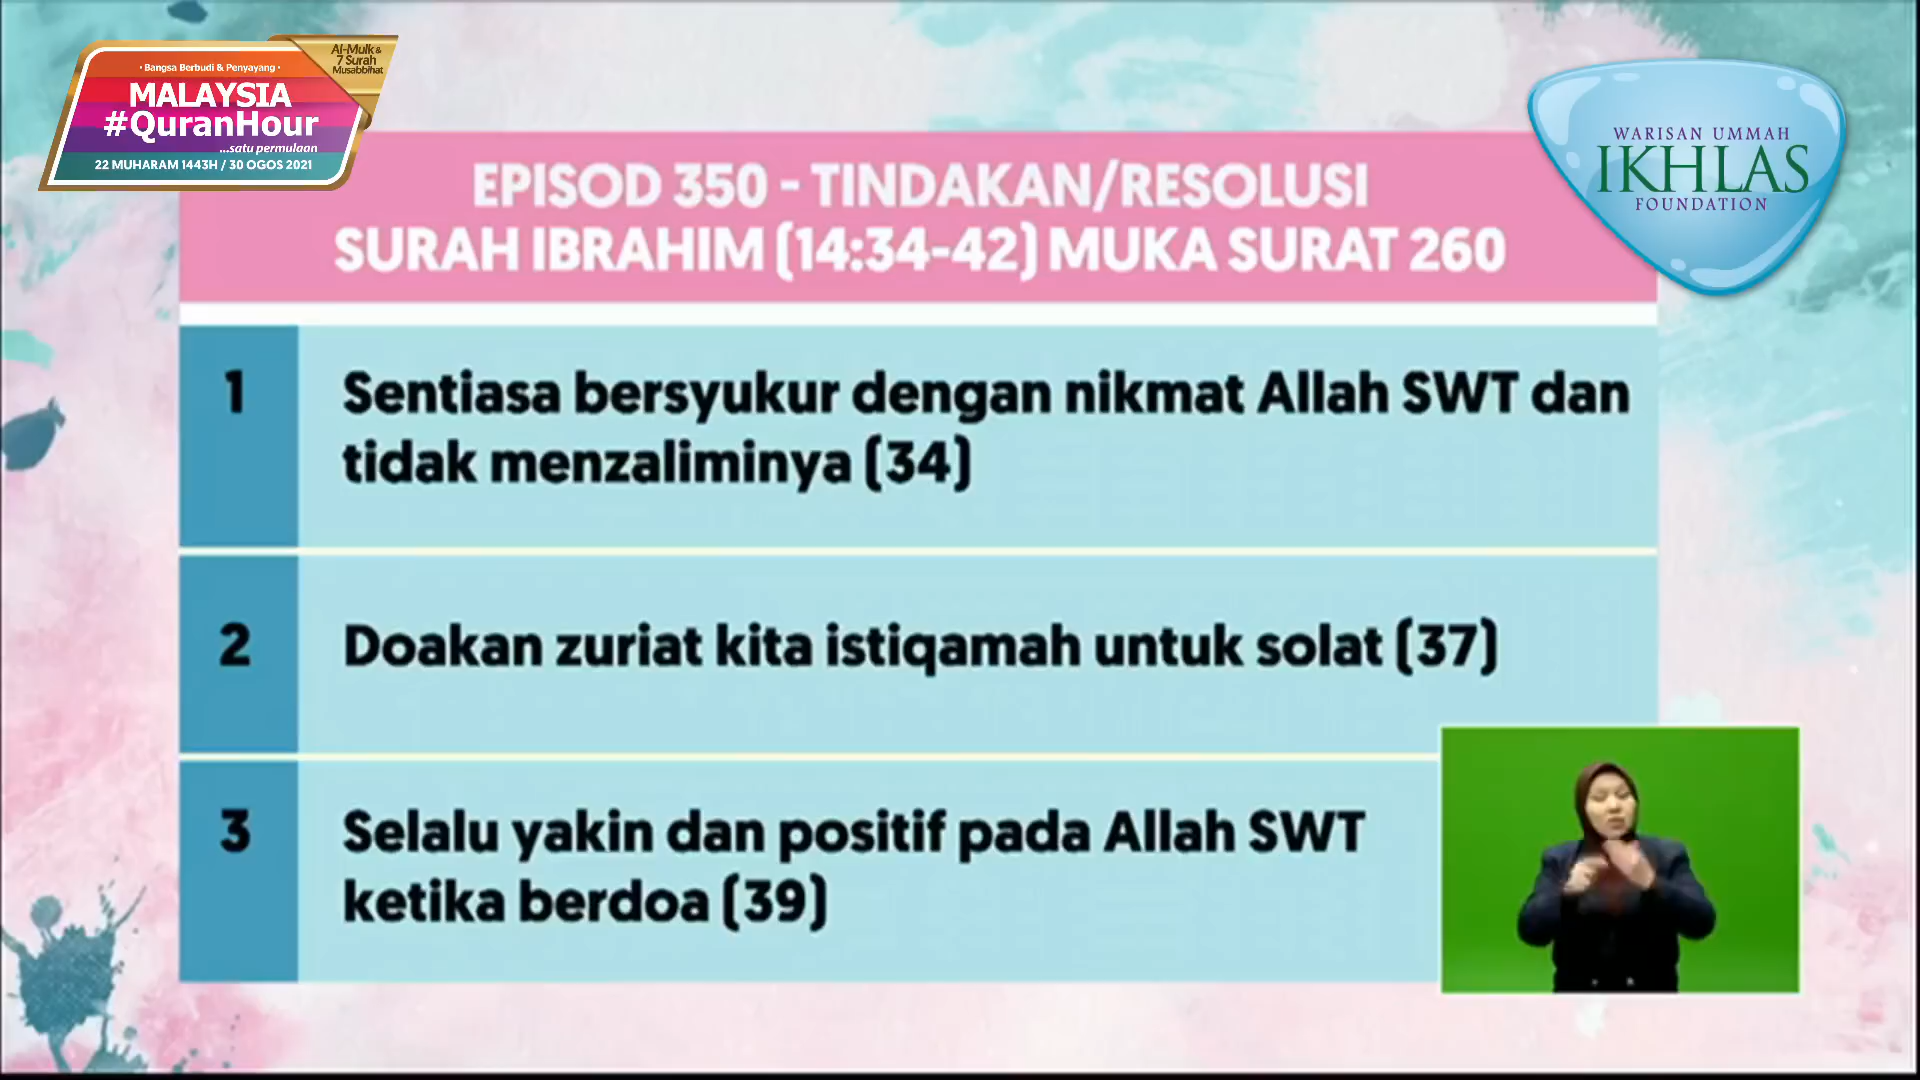 · Bangsa Berbudi & Penyayang ·
Al-Mulk &
7 Surah
Musabbihat
MALAYSIA
#QuranHour
...satu permulaan
22 MUHARAM 1443H / 30 OGOS 2021
WARISAN UMMAH
IKHLAS
FOUNDATION
EPISOD 350 - TINDAKAN/RESOLUSI
SURAH IBRAHIM (14:34-42) MUKA SURAT 260
1
Sentiasa bersyukur dengan nikmat Allah SWT dan
tidak menzaliminya (34)
2
Doakan zuriat kita istiqamah untuk solat (37)
3
Selalu yakin dan positif pada Allah SWT
ketika berdoa (39)